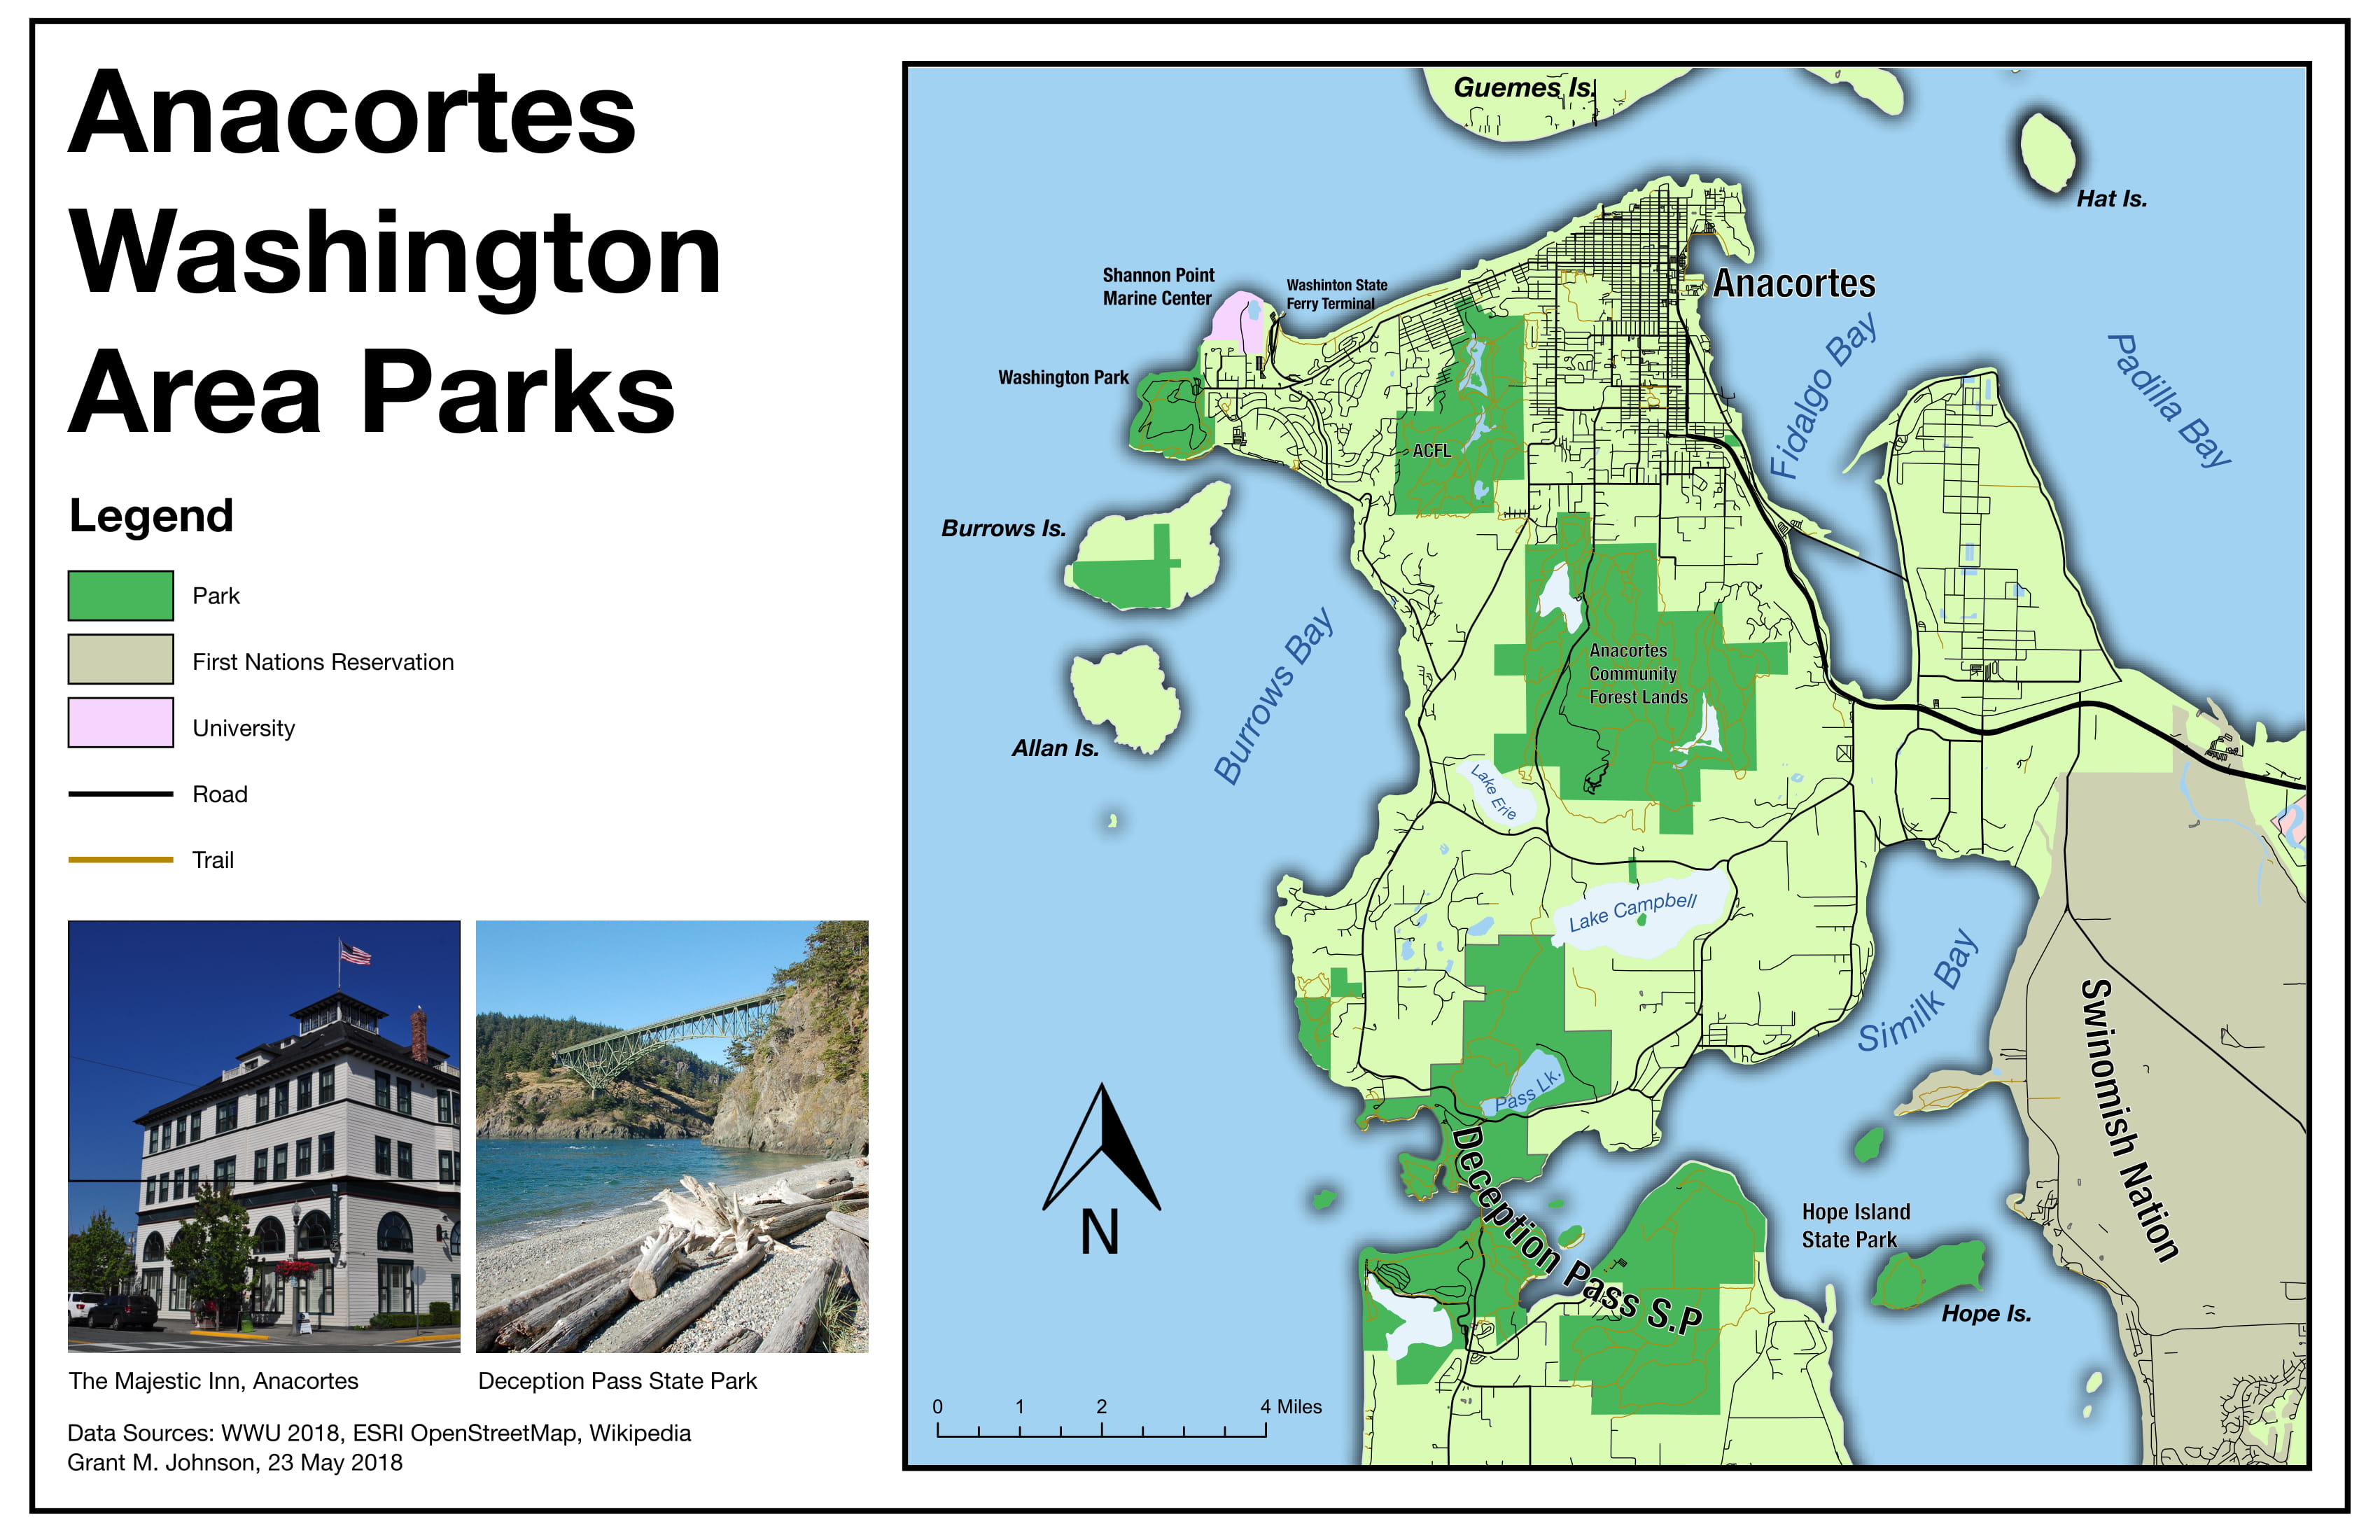 Anacortes
Washington
Area Parks
Legend
Park
First Nations Reservation
University
Road
Trail
The Majestic Inn, Anacortes
Deception Pass State Park
Data Sources: WWU 2018, ESRI OpenStreetMap, Wikipedia
Grant M. Johnson, 23 May 2018
Guemes Is.
Hat Is.
Shannon Point
Marine Center
Washinton State
Ferry Terminal
Anacortes
Washington Park
Fidalgo Bay
Padilla Bay
ACFL
Burrows Is.
Burrows Bay
Anacortes
Community
Forest Lands
Allan Is.
Lake
Erie
Lake Campbell
Similk Bay
Swinomish Nation
Pass Lk.
Deception Pass S.P
Hope Island
State Park
Hope Is.
N
0 1 2 4 Miles